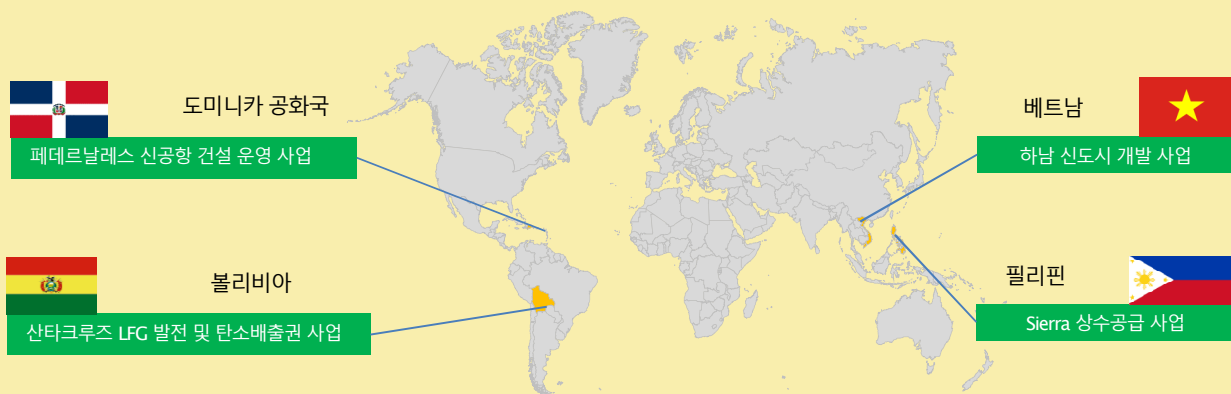 도미니카 공화국
페데르날레스 신공항 건설 운영 사업
볼리비아
산타크루즈 LFG 발전 및 탄소배출권 사업
베트남
하남 신도시 개발 사업
필리핀
Sierra 상수공급 사업